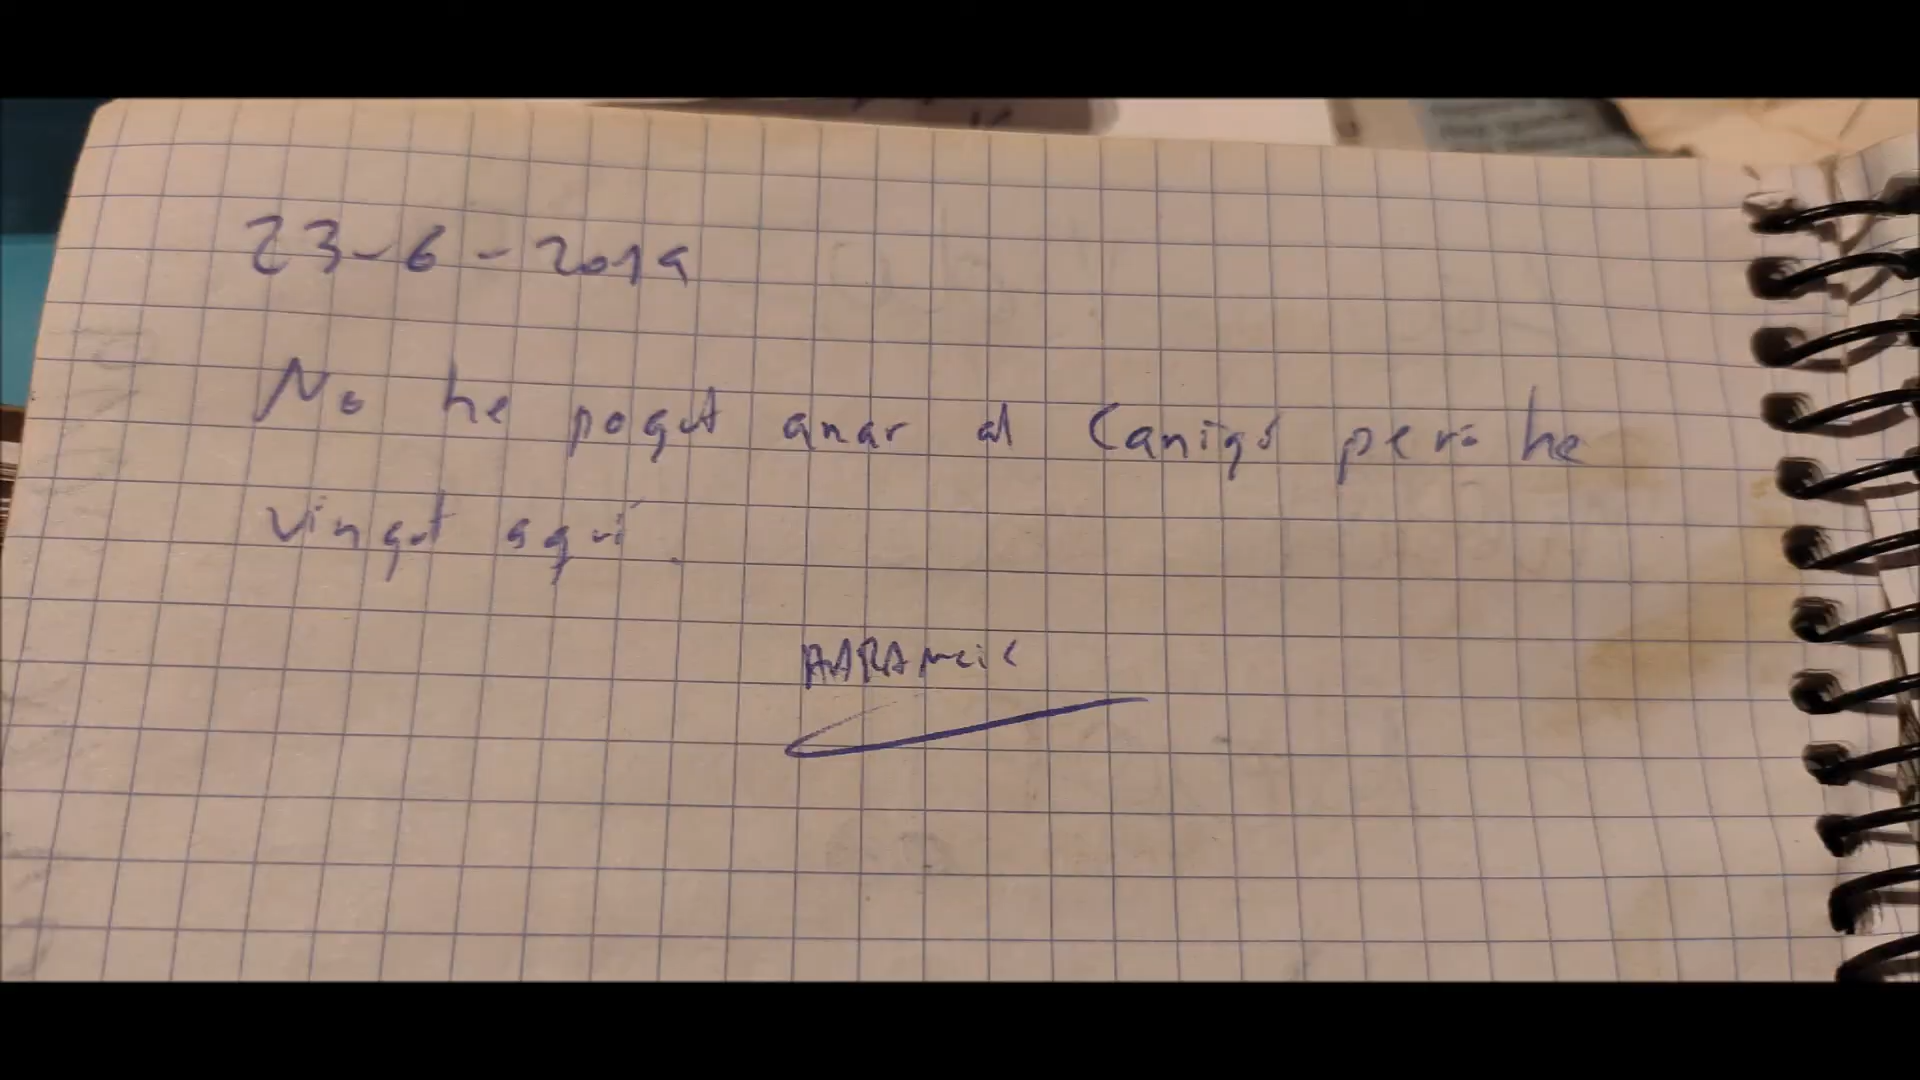 23-6-2019
No he pogut anar al Canigó però he
vingut aquí.